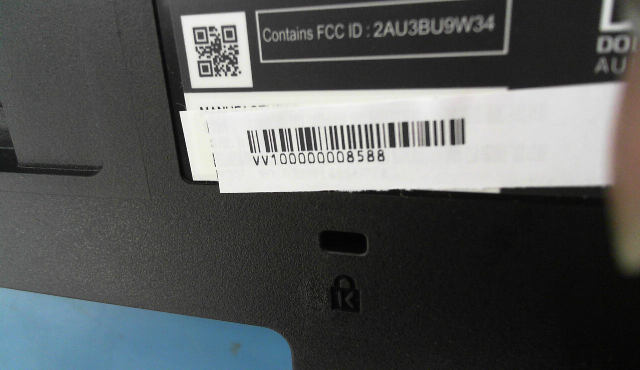 Contains FCC ID : 2AU3BU9W34
VV100000008588